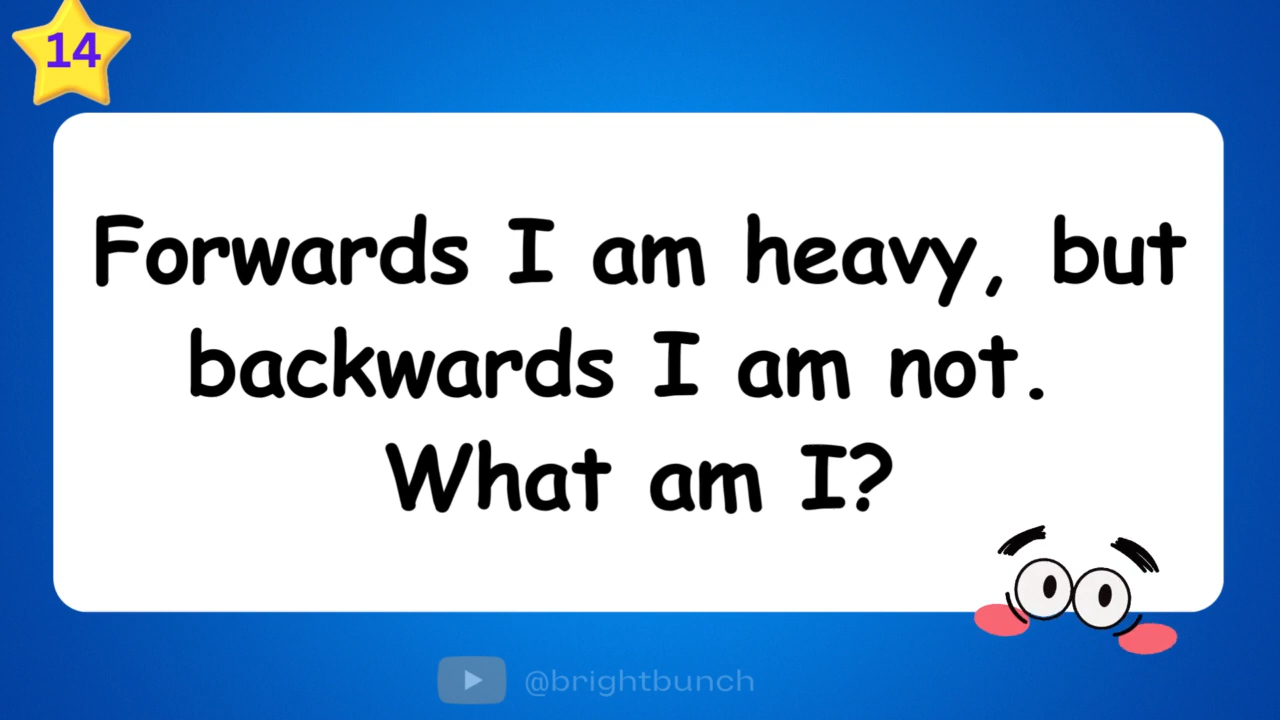 14
Forwards I am heavy, but
backwards I am not.
What am I?
@brightbunch